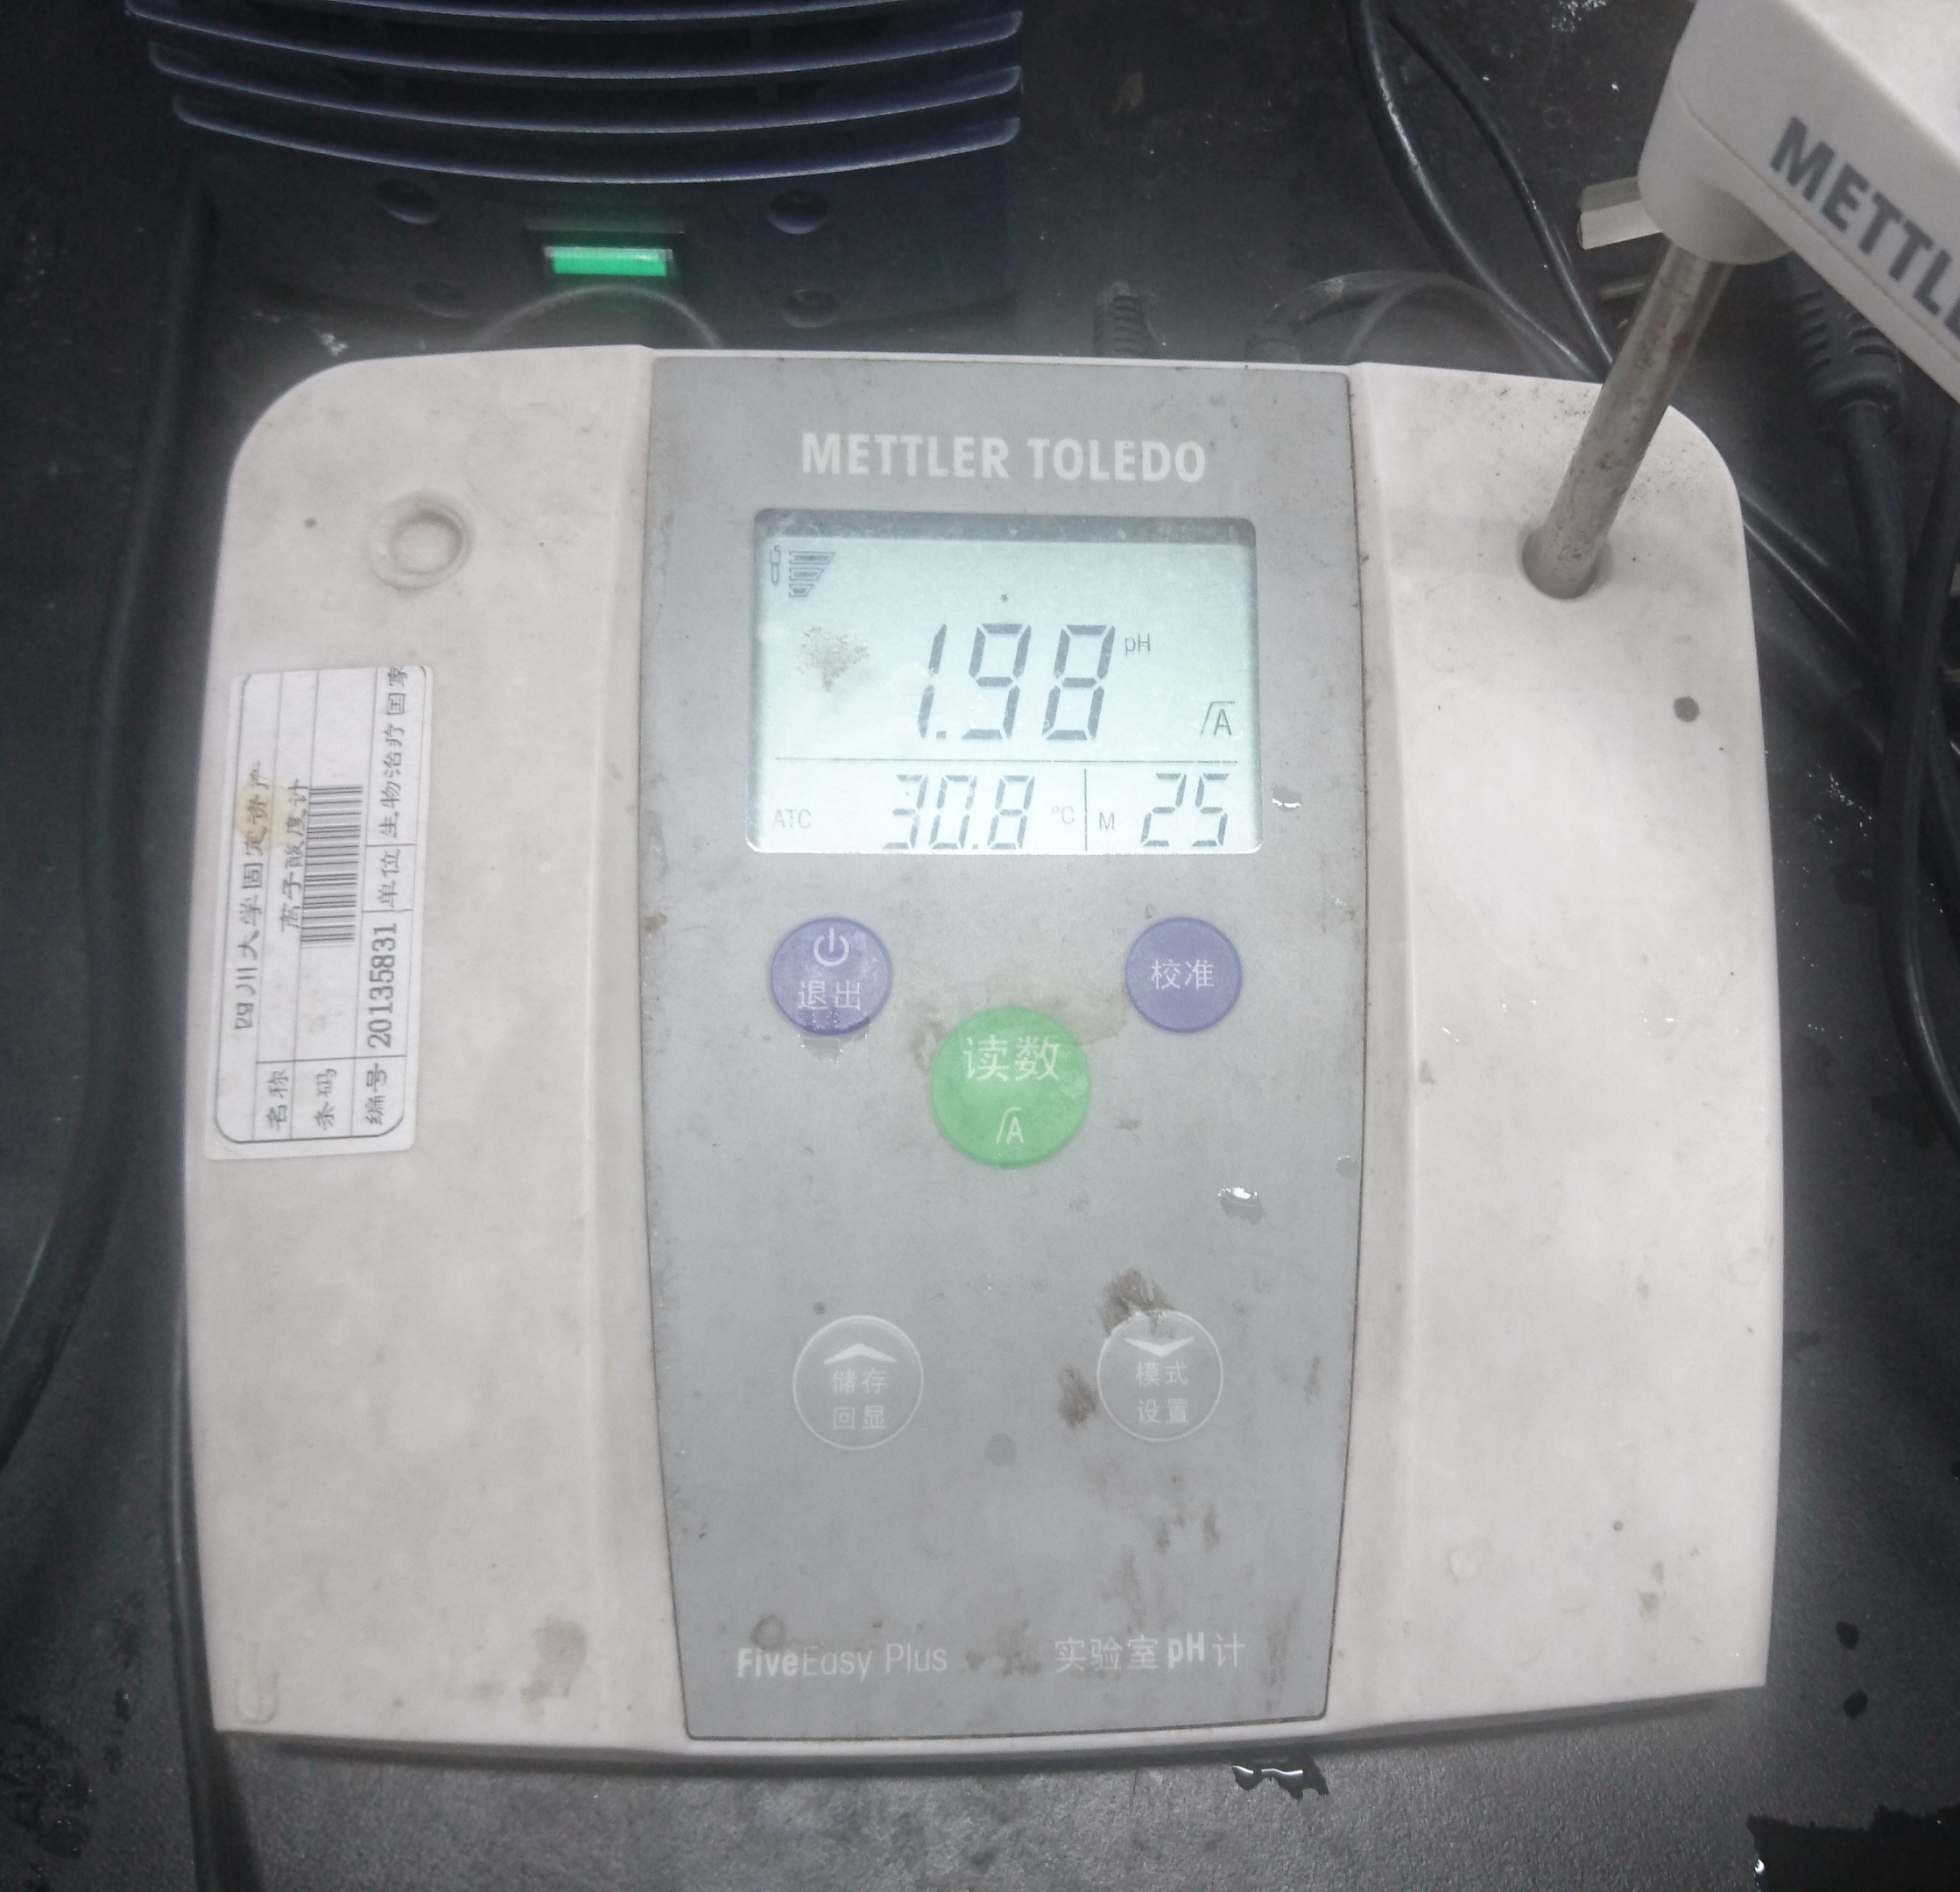 METTL
METTLER TOLEDO
1.98 pH
/A
ATC 30.8 °C M 25
退出
校准
读数
/A
储存
回显
模式
设置
FiveEasy Plus 实验室pH计
四川大学固定资产
名称 离子酸度计
条码
编号 20135831 单位 生物治疗国家